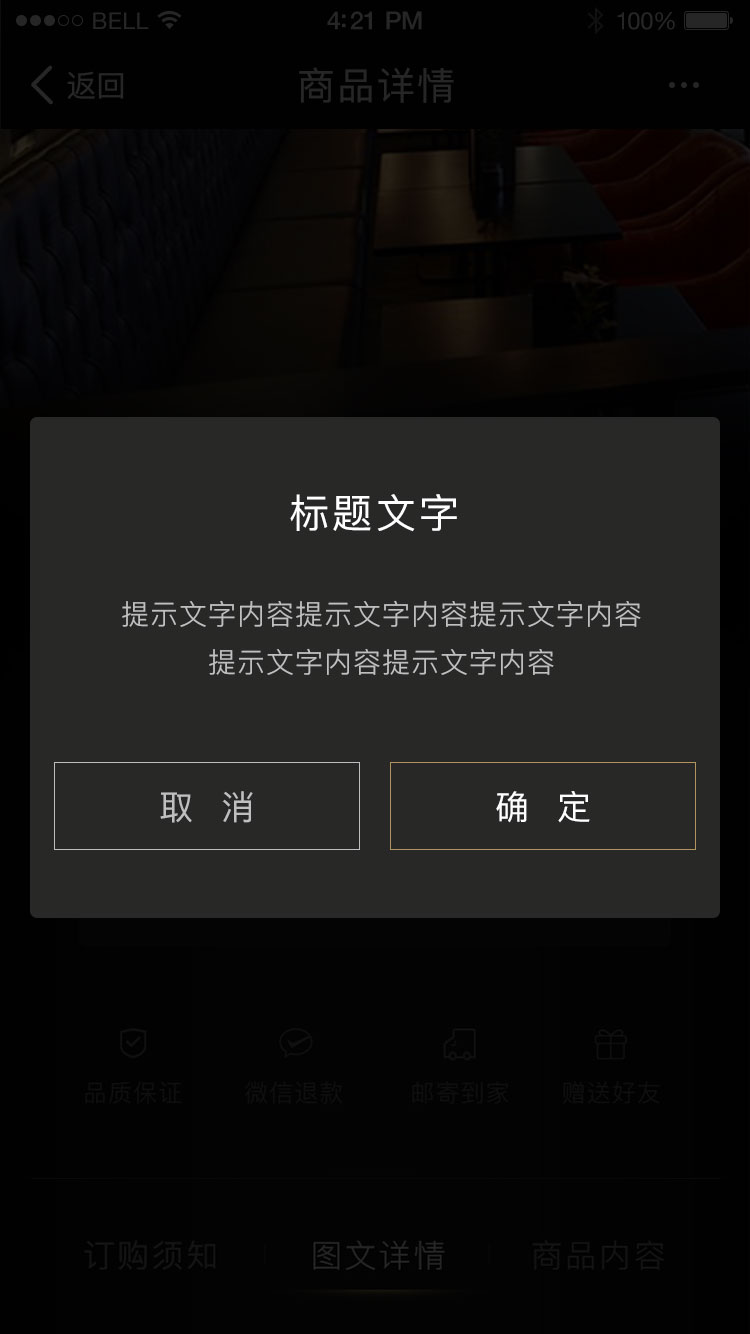 BELL 4:21 PM 100%
返回 商品详情
标题文字
提示文字内容提示文字内容提示文字内容
提示文字内容提示文字内容
取 消 确 定
品质保证 微信退款 邮寄到家 赠送好友
订购须知 图文详情 商品内容